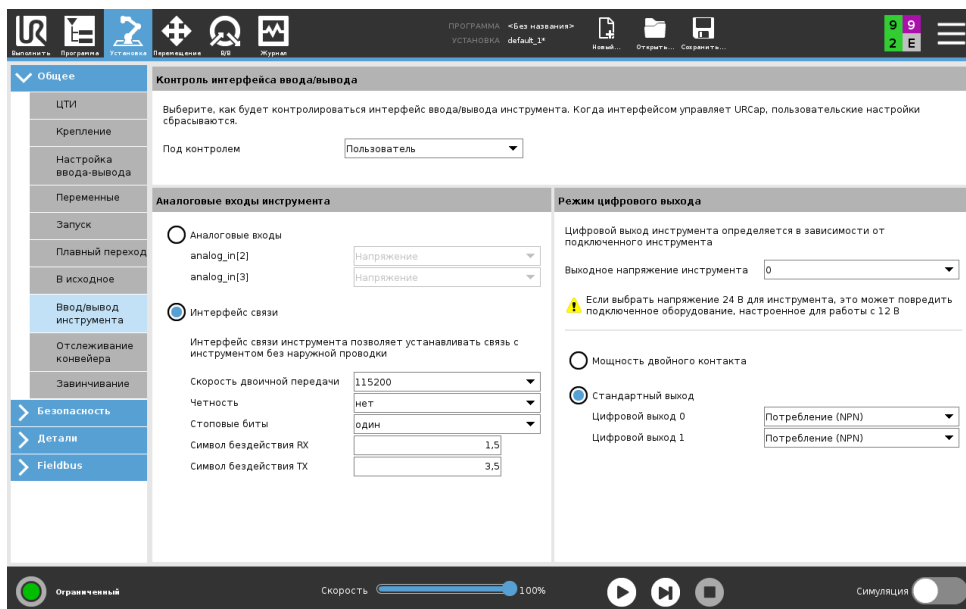 UR
ПРОГРАММА <Без названия>
УСТАНОВКА default_1*
Выполнить
Программа
Установка
Перемещение
В/В
Журнал
Новый...
Открыть...
Сохранить...
9 9
2 E
Общее
ЦТИ
Крепление
Настройка
ввода-вывода
Переменные
Запуск
Плавный переход
В исходное
Ввод/вывод
инструмента
Отслеживание
конвейера
Завинчивание
Безопасность
Детали
Fieldbus
Контроль интерфейса ввода/вывода
Выберите, как будет контролироваться интерфейс ввода/вывода инструмента. Когда интерфейсом управляет URCap, пользовательские настройки
сбрасываются.
Под контролем Пользователь
Аналоговые входы инструмента
Аналоговые входы
analog_in[2] Напряжение
analog_in[3] Напряжение
Интерфейс связи
Интерфейс связи инструмента позволяет устанавливать связь с
инструментом без наружной проводки
Скорость двоичной передачи 115200
Четность нет
Стоповые биты один
Символ бездействия RX 1,5
Символ бездействия TX 3,5
Режим цифрового выхода
Цифровой выход инструмента определяется в зависимости от
подключенного инструмента
Выходное напряжение инструмента 0
Если выбрать напряжение 24 В для инструмента, это может повредить
подключенное оборудование, настроенное для работы с 12 В
Мощность двойного контакта
Стандартный выход
Цифровой выход 0 Потребление (NPN)
Цифровой выход 1 Потребление (NPN)
Ограниченный
Скорость 100%
Симуляция